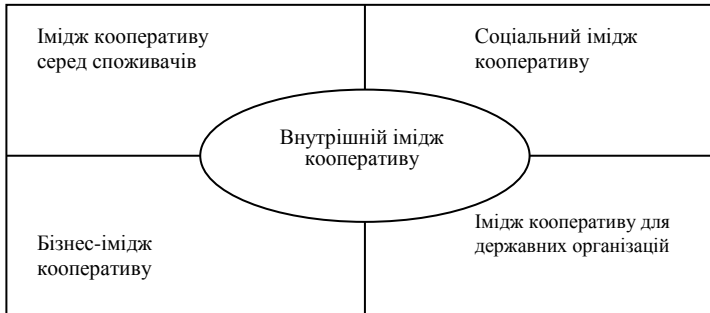 Імідж кооперативу
серед споживачів
Соціальний імідж
кооперативу
Внутрішній імідж
кооперативу
Бізнес-імідж
кооперативу
Імідж кооперативу для
державних організацій